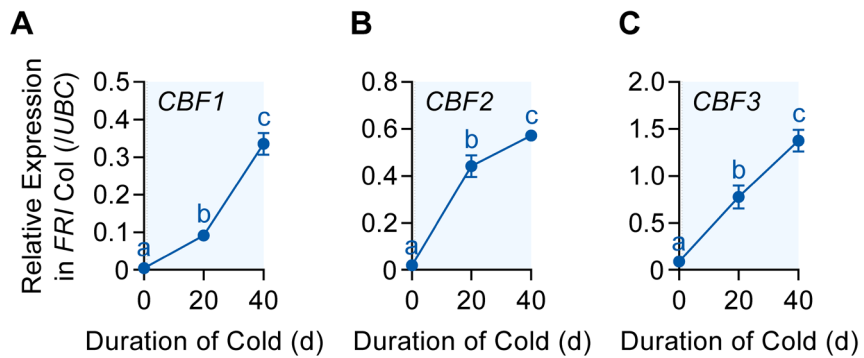 A
B
C
Relative Expression
in FRI Col (/UBC)
0.5
0.4
0.3
0.2
0.1
0
CBF1
a
b
c
0
20
40
Duration of Cold (d)
0.8
0.6
0.4
0.2
0
CBF2
a
b
c
0
20
40
Duration of Cold (d)
2.0
1.5
1.0
0.5
0
CBF3
a
b
c
0
20
40
Duration of Cold (d)